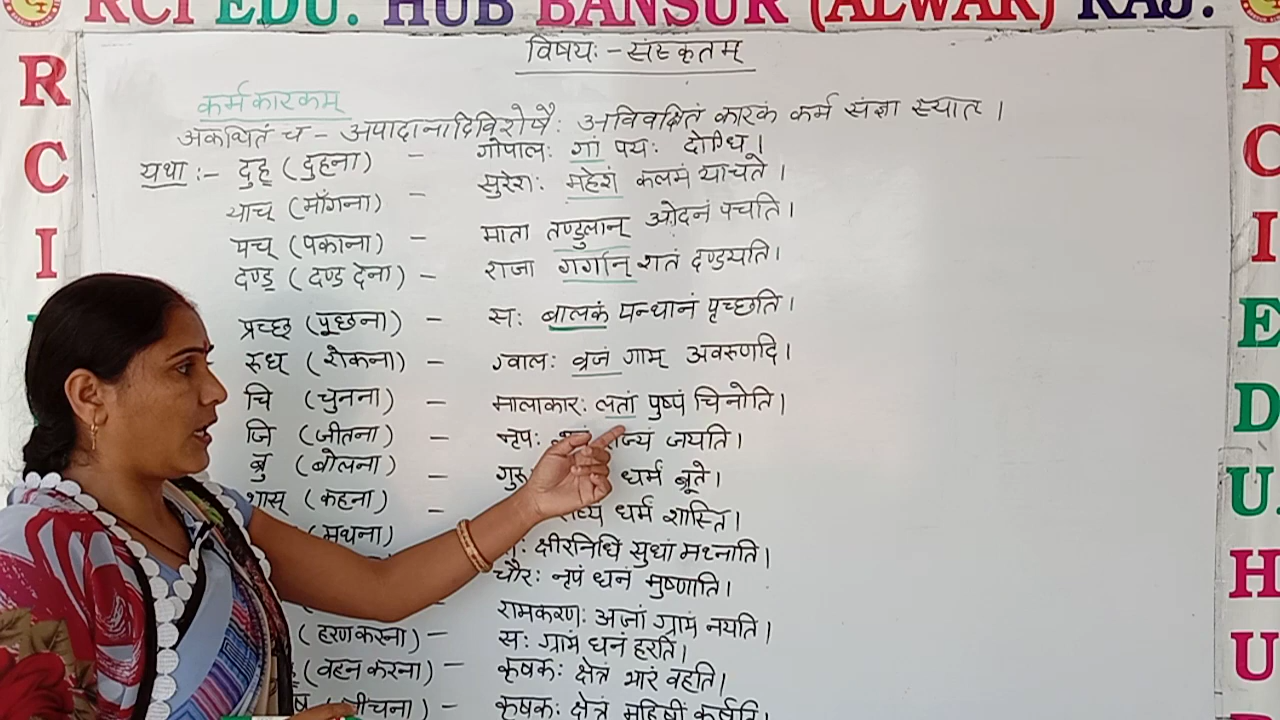 RCI EDU. HUB BANSUR (ALWAR) RAJ.
विषयः - संस्कृतम्
कर्मकारकम्
अकथितं च - अपादानादिविशेषैः अविवक्षितं कारकं कर्म संज्ञा स्यात् ।
यथा :- दुह् (दुहना) - गोपालः गां पयः दोग्धि ।
याच् (माँगना) - सुरेशः महेशं कलमं याचते ।
पच् (पकाना) - माता तण्डुलान् ओदनं पचति ।
दण्ड् (दण्ड देना) - राजा गर्गान् शतं दण्डयति ।
प्रच्छ् (पूछना) - सः बालकं पन्थानं पृच्छति ।
रुध् (रोकना) - ग्वालः व्रजं गाम् अवरुणदि ।
चि (चुनना) - मालाकारः लतां पुष्पं चिनोति ।
जि (जीतना) - नृपः राज्यं जयति ।
ब्रु (बोलना) - धर्मं ब्रूते ।
शास् (कहना) - धर्मं शास्ति ।
(मथना) क्षीरनिधिं सुधां मथ्नाति ।
चौरः नृपं धनं मुष्णाति ।
रामकरणः अजां ग्रामं नयति ।
(हरण करना) - सः ग्रामं धनं हरति ।
(वहन करना) - कृषकः क्षेत्रं भारं वहति ।
- कृषकः क्षेत्रं महिषीं कर्षति ।
R C I
R C I E D U. H U